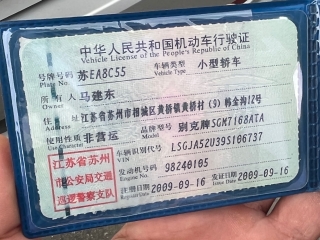 中华人民共和国机动车行驶证
Vehicle License of the People's Republic of China
号牌号码 苏EA8C55 车辆类型 小型轿车
Plate No. Vehicle Type
所有人 马建东
Owner
住址 江苏省苏州市相城区黄桥镇黄桥村(9)韩金沟12号
Address
使用性质 非营运 品牌型号 别克牌SGM7168ATA
Use Character Model
江苏省苏州 车辆识别代号 LSGJA52U39S106737
VIN
市公安局交通 发动机号码 98240105
Engine No.
巡逻警察支队 注册日期 2009-09-16 发证日期 2009-09-16
Register Date Issue Date